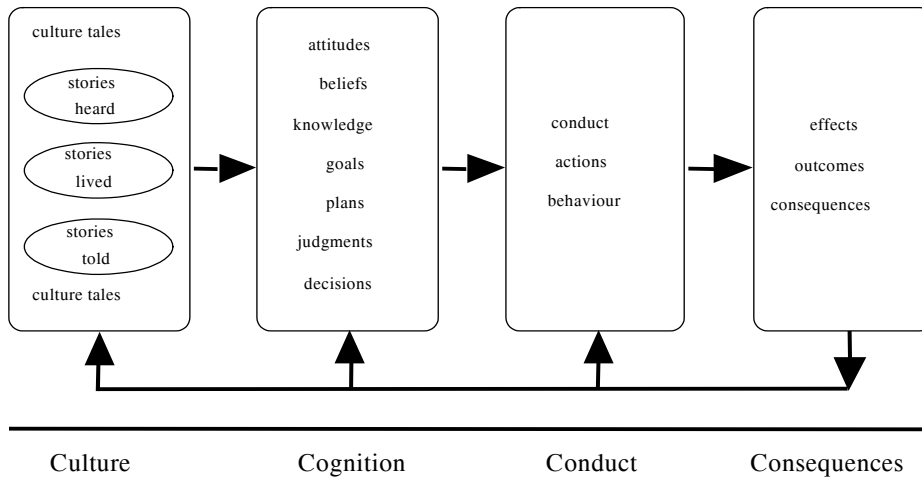 culture tales
stories
heard
stories
lived
stories
told
culture tales
attitudes
beliefs
knowledge
goals
plans
judgments
decisions
conduct
actions
behaviour
effects
outcomes
consequences
Culture
Cognition
Conduct
Consequences